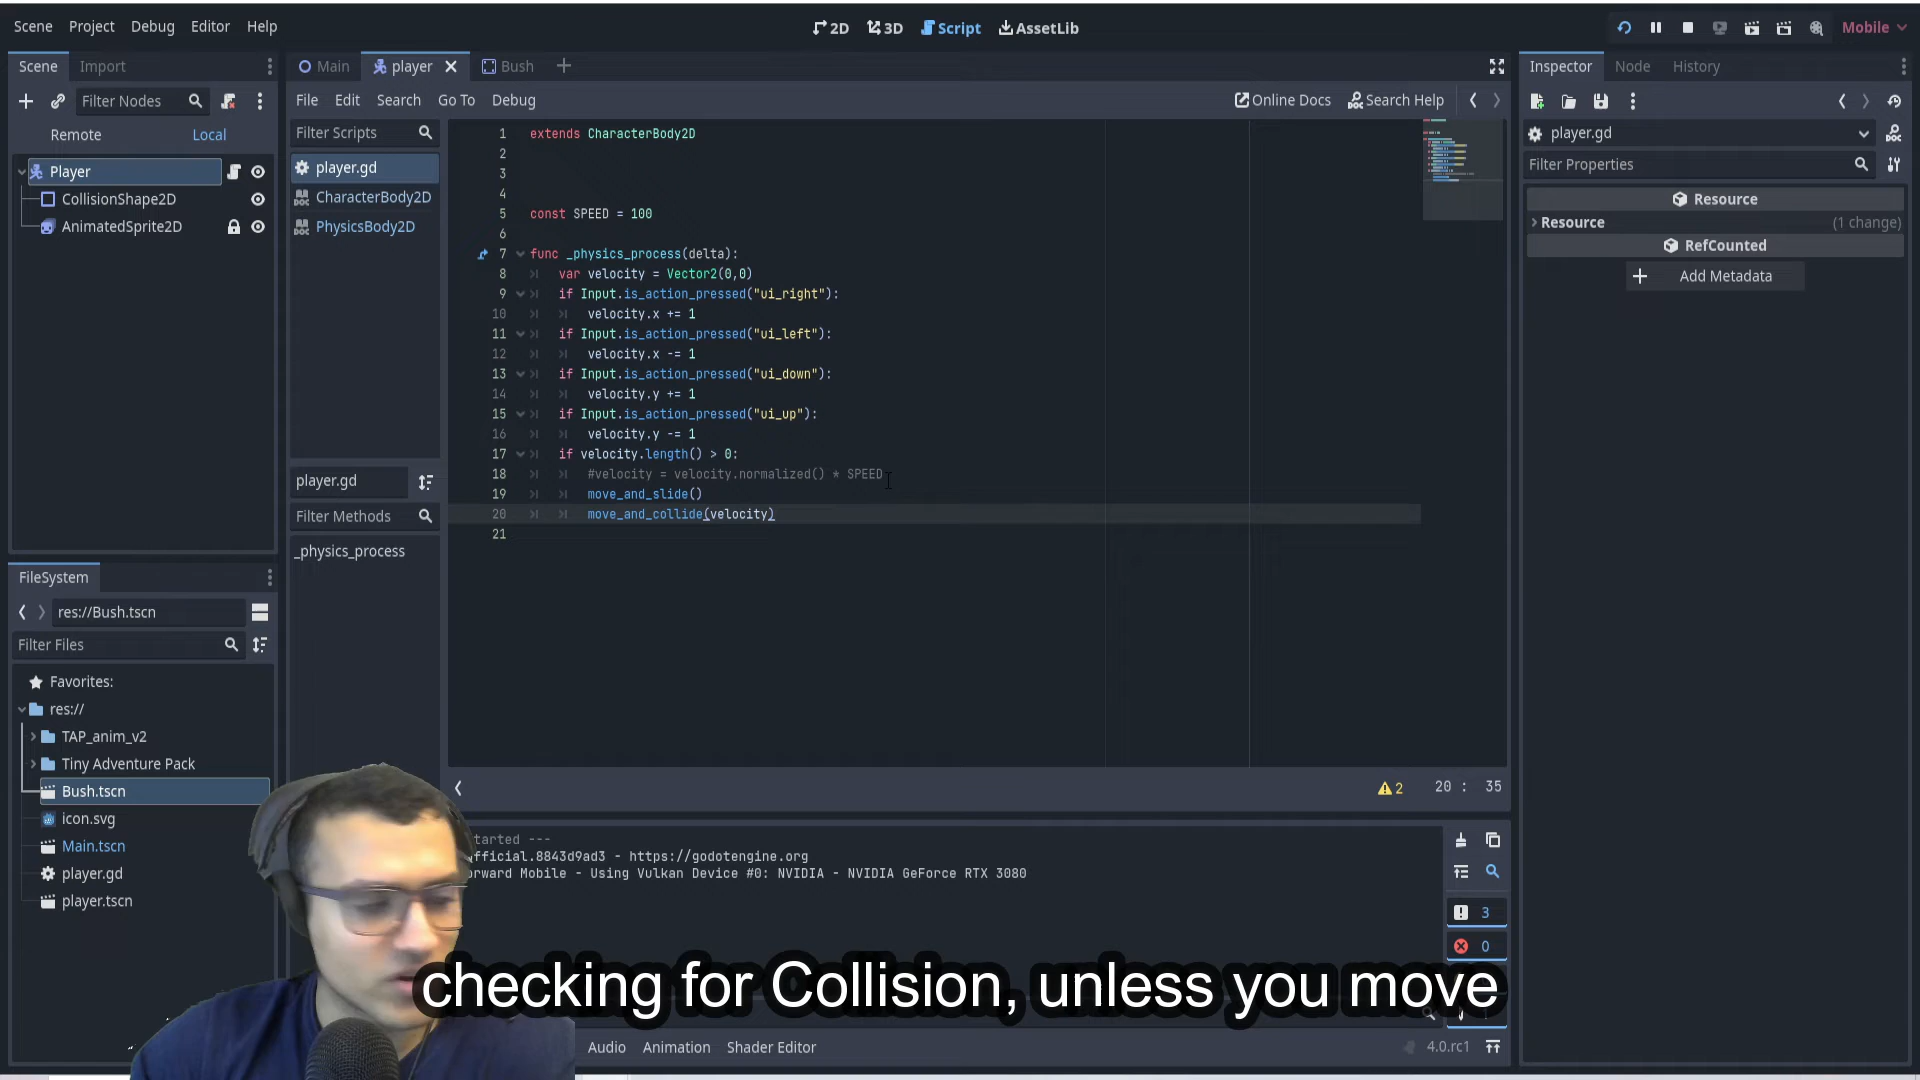 Scene Project Debug Editor Help
2D 3D Script AssetLib
Mobile
Scene Import
Main player Bush
Inspector Node History
Filter Nodes
File Edit Search Go To Debug
Online Docs Search Help
Remote Local
Filter Scripts
player.gd
Filter Properties
Player
CollisionShape2D
AnimatedSprite2D
player.gd
CharacterBody2D
PhysicsBody2D
Resource
Resource (1 change)
RefCounted
Add Metadata
1 extends CharacterBody2D
2
3
4
5 const SPEED = 100
6
7 func _physics_process(delta):
8 var velocity = Vector2(0,0)
9 if Input.is_action_pressed("ui_right"):
10 velocity.x += 1
11 if Input.is_action_pressed("ui_left"):
12 velocity.x -= 1
13 if Input.is_action_pressed("ui_down"):
14 velocity.y += 1
15 if Input.is_action_pressed("ui_up"):
16 velocity.y -= 1
17 if velocity.length() > 0:
18 #velocity = velocity.normalized() * SPEED
19 move_and_slide()
20 move_and_collide(velocity)
21
player.gd
Filter Methods
_physics_process
FileSystem
res://Bush.tscn
Filter Files
Favorites:
res://
TAP_anim_v2
Tiny Adventure Pack
Bush.tscn
icon.svg
Main.tscn
player.gd
player.tscn
2 20 : 35
tarted ---
fficial.8843d9ad3 - https://godotengine.org
orward Mobile - Using Vulkan Device #0: NVIDIA - NVIDIA GeForce RTX 3080
3
0
checking for Collision, unless you move
Audio Animation Shader Editor
4.0.rc1